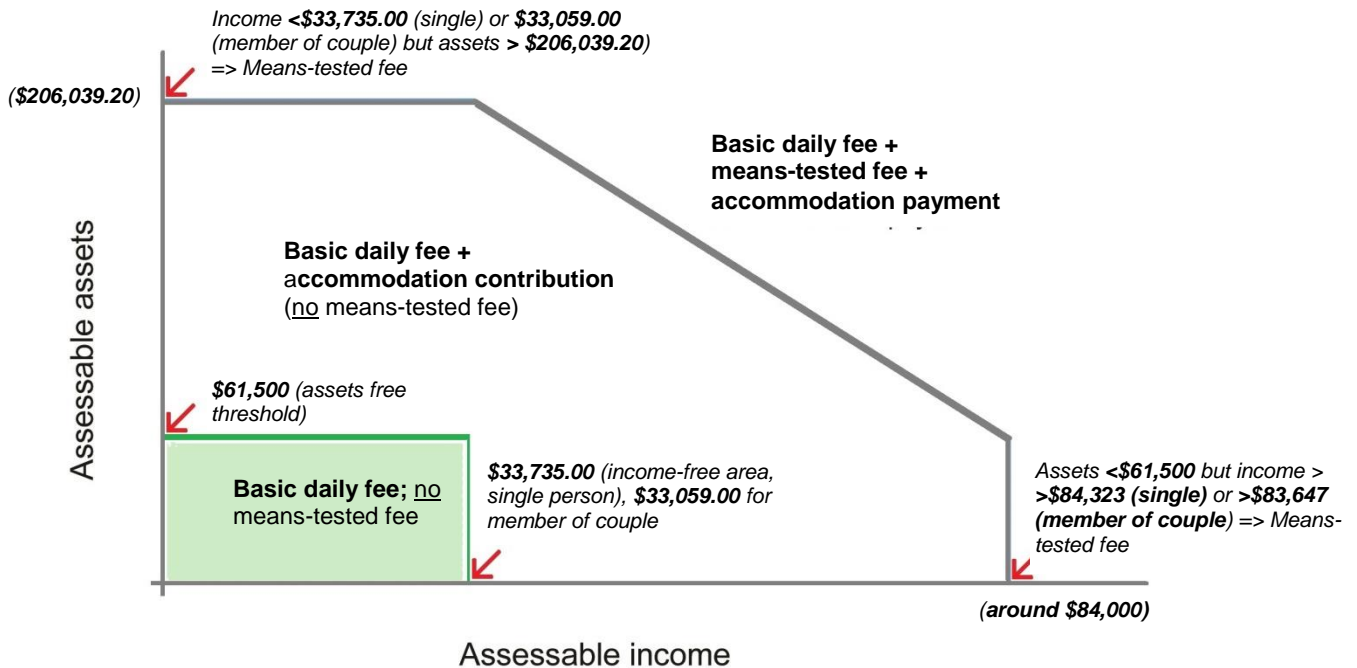 Income <$33,735.00 (single) or $33,059.00
(member of couple) but assets > $206,039.20)
=> Means-tested fee
($206,039.20)
Basic daily fee +
means-tested fee +
accommodation payment
Assessable assets
Basic daily fee +
accommodation contribution
(no means-tested fee)
$61,500 (assets free
threshold)
Basic daily fee; no
means-tested fee
$33,735.00 (income-free area,
single person), $33,059.00 for
member of couple
Assets <$61,500 but income >
>$84,323 (single) or >$83,647
(member of couple) => Means-
tested fee
(around $84,000)
Assessable income